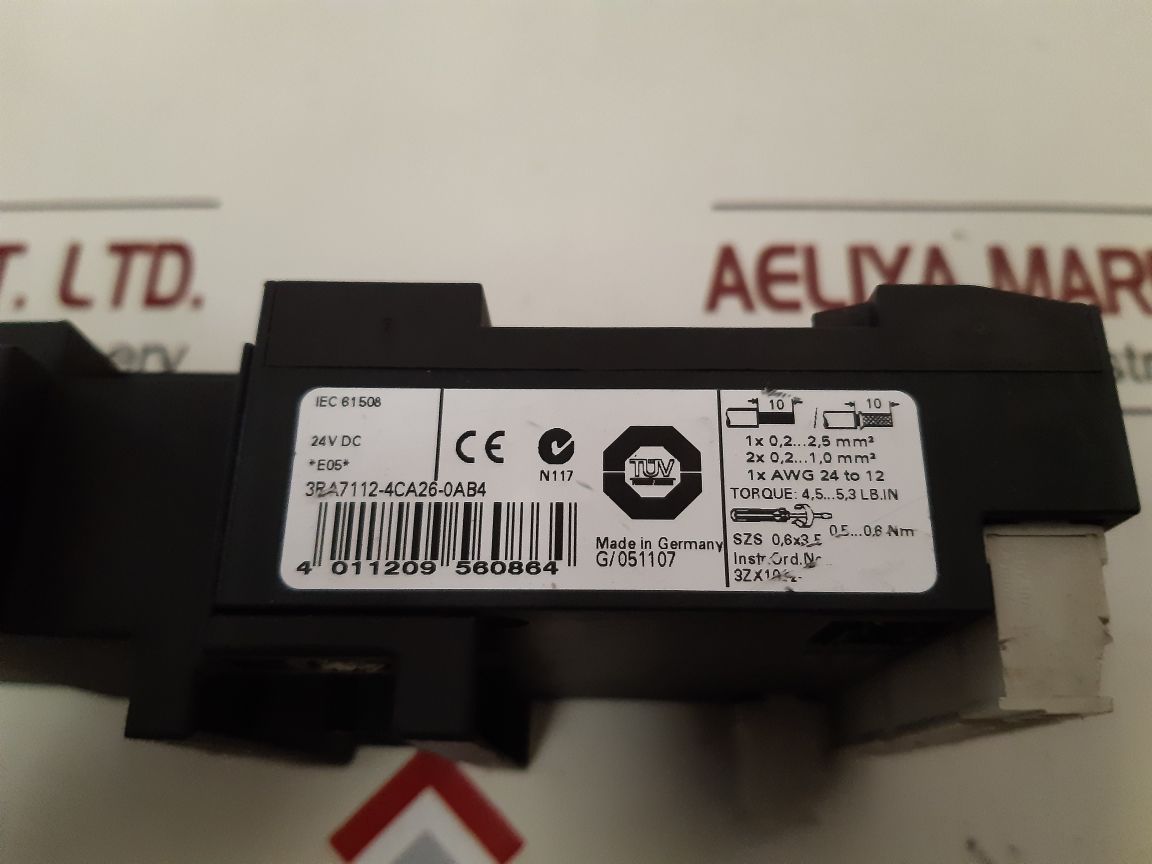 T. LTD.
AELIYA MAR
ery
IEC 61508
24V DC
*E05*
3RA7112-4CA26-0AB4
4 011209 560864
CE
N117
TÜV
Made in Germany
G/051107
10 / 10
1x 0,2...2,5 mm²
2x 0,2...1,0 mm²
1x AWG 24 to 12
TORQUE: 4,5...5,3 LB.IN
0,5...0,6 Nm
SZS 0,6x3,5
Instr.Ord.Nr